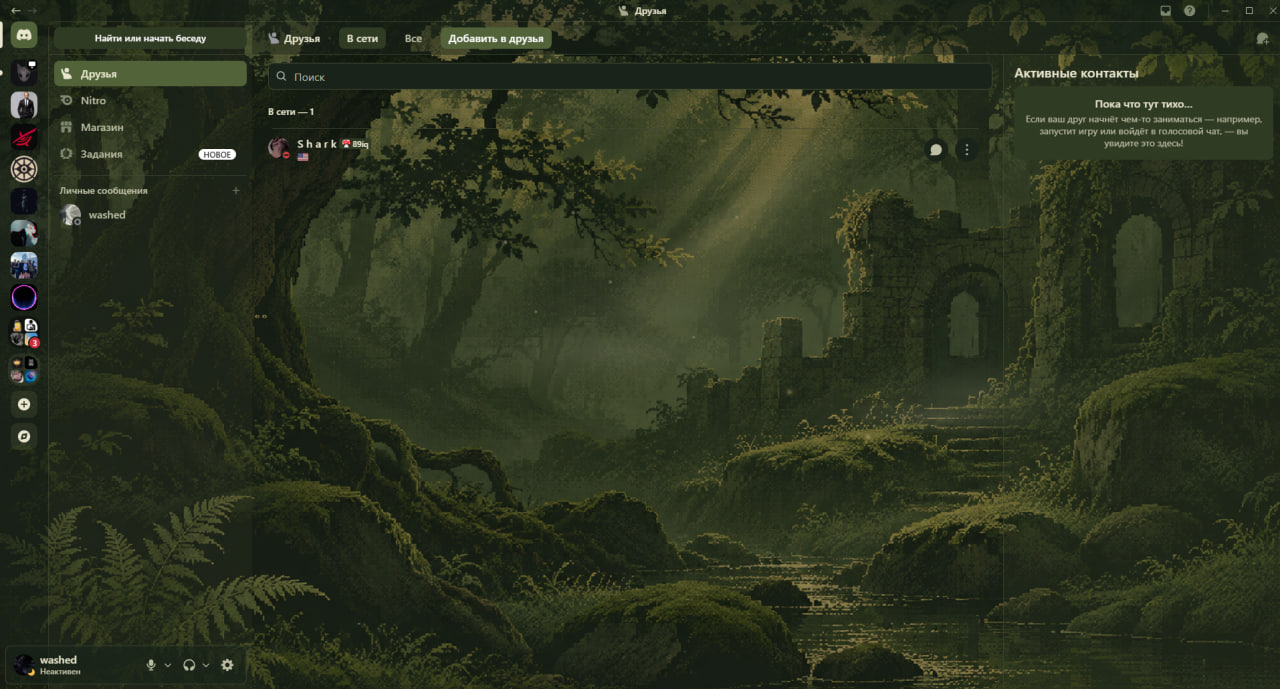 Друзья
Найти или начать беседу
Друзья
В сети
Все
Добавить в друзья
Друзья
Nitro
Магазин
Задания
НОВОЕ
Личные сообщения
washed
Поиск
В сети — 1
S h a r k 89iq
Активные контакты
Пока что тут тихо...
Если ваш друг начнёт чем-то заниматься — например,
запустит игру или войдёт в голосовой чат, — вы
увидите это здесь!
3
washed
Неактивен